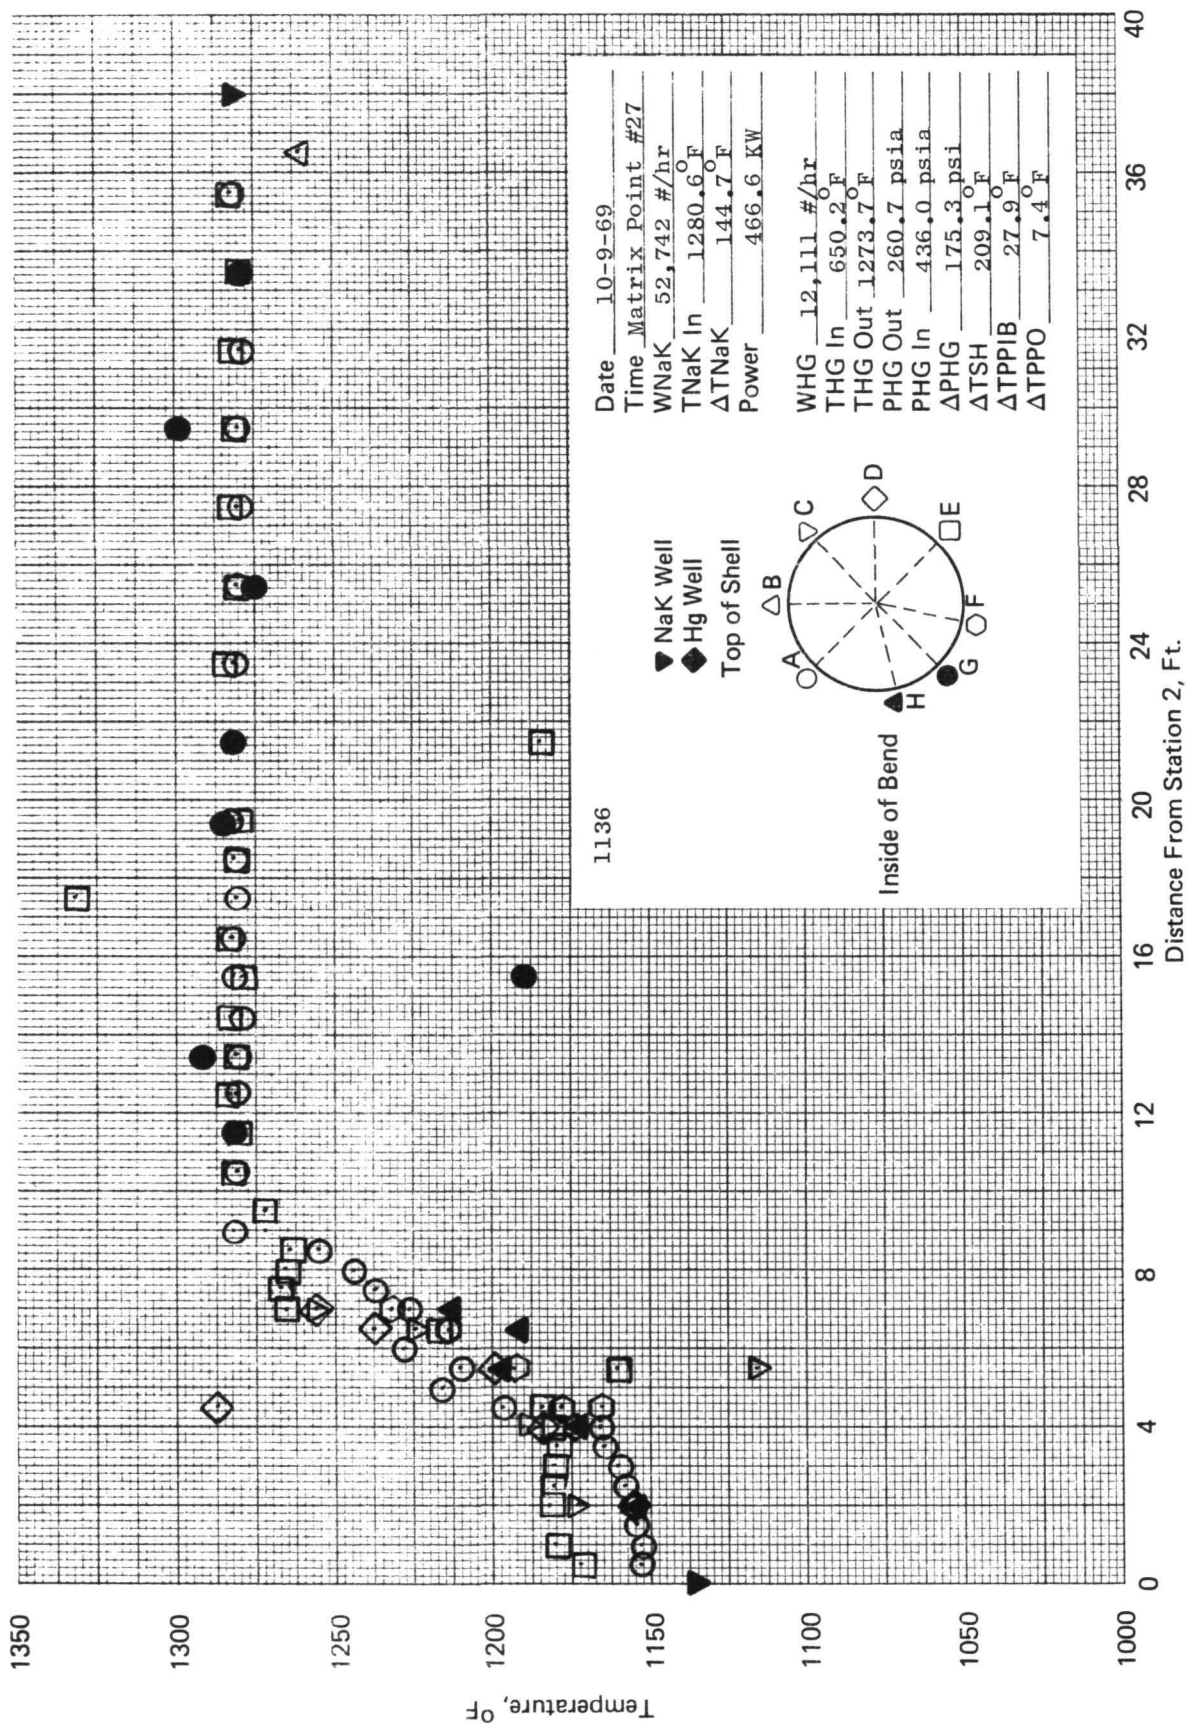 Temperature, °F
1350
1300
1250
1200
1150
1100
1050
1000
0
4
8
12
16
20
24
28
32
36
40
Distance From Station 2, Ft.
1136
▼ NaK Well
◆ Hg Well
Top of Shell
Inside of Bend
A
B
C
D
E
F
G
H
Date 10-9-69
Time Matrix Point #27
WNaK 52,742 #/hr
TNaK In 1280.6°F
ΔTNaK 144.7°F
Power 466.6 KW
WHG 12,111 #/hr
THG In 650.2°F
THG Out 1273.7°F
PHG Out 260.7 psia
PHG In 436.0 psia
ΔPHG 175.3 psi
ΔTSH 209.1°F
ΔTPPIB 27.9°F
ΔTPPO 7.4°F